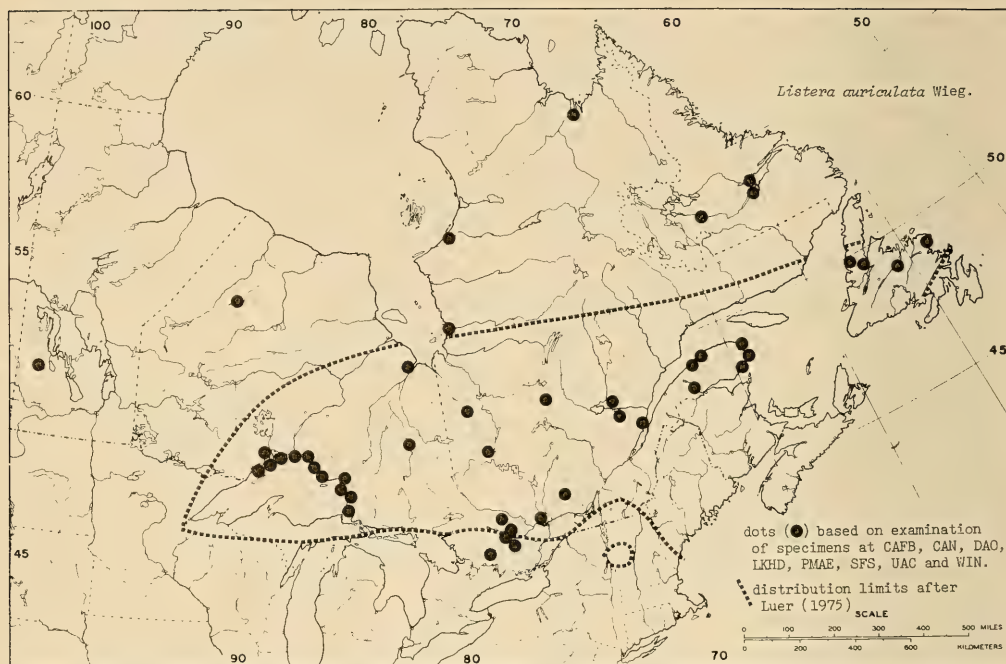 100 90 80 70 60 50
60
Listera auriculata Wieg.
50
55
45
50
45
dots (●) based on examination
of specimens at CAFB, CAN, DAO,
LKHD, PMAE, SFS, UAC and WIN.
distribution limits after
Luer (1975)
SCALE
0 100 200 300 400 500 MILES
0 200 400 600 KILOMETERS
90 80 70